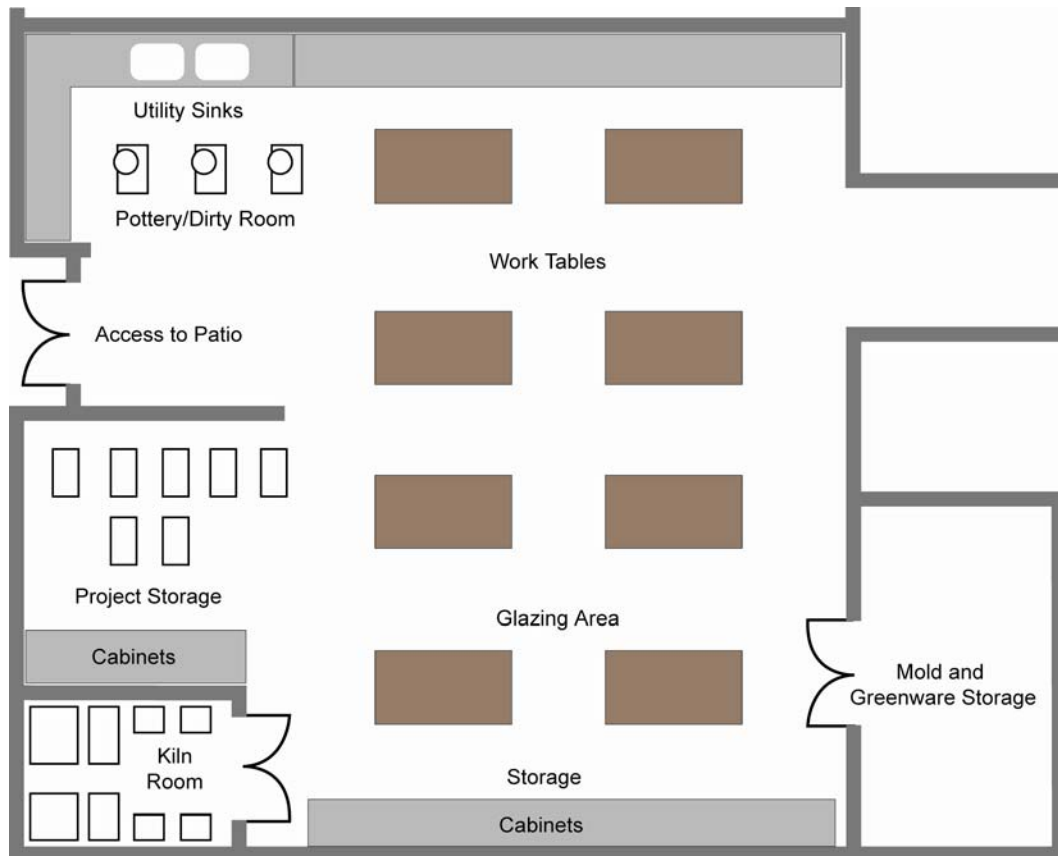 Utility Sinks
Pottery/Dirty Room
Work Tables
Access to Patio
Project Storage
Glazing Area
Cabinets
Mold and
Greenware Storage
Kiln
Room
Storage
Cabinets